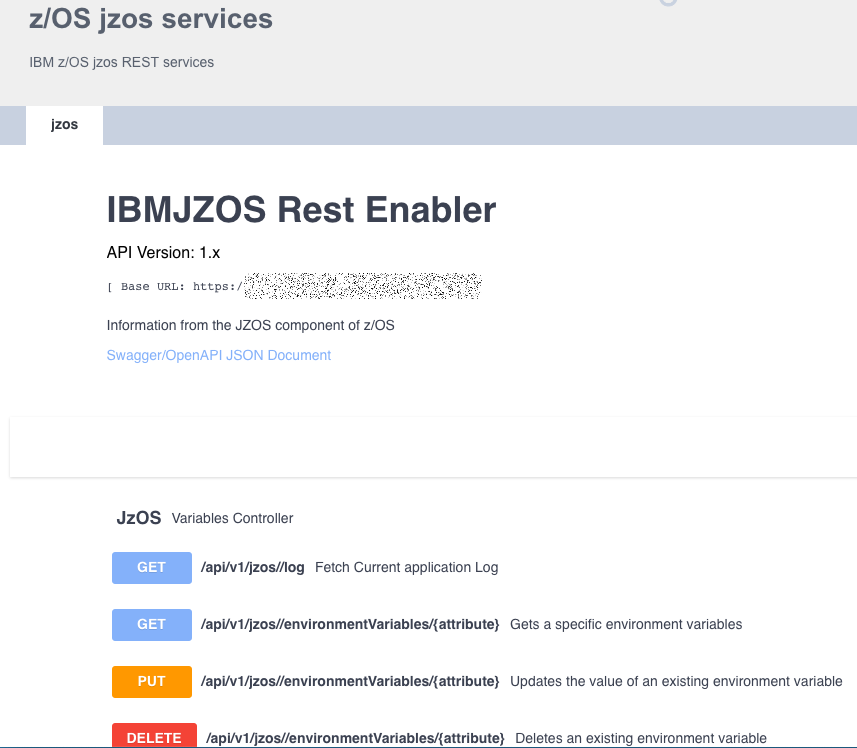 z/OS jzos services
IBM z/OS jzos REST services
jzos
IBMJZOS Rest Enabler
API Version: 1.x
[ Base URL: https:/
Information from the JZOS component of z/OS
Swagger/OpenAPI JSON Document
JzOS Variables Controller
GET /api/v1/jzos//log Fetch Current application Log
GET /api/v1/jzos//environmentVariables/{attribute} Gets a specific environment variables
PUT /api/v1/jzos//environmentVariables/{attribute} Updates the value of an existing environment variable
DELETE /api/v1/jzos//environmentVariables/{attribute} Deletes an existing environment variable